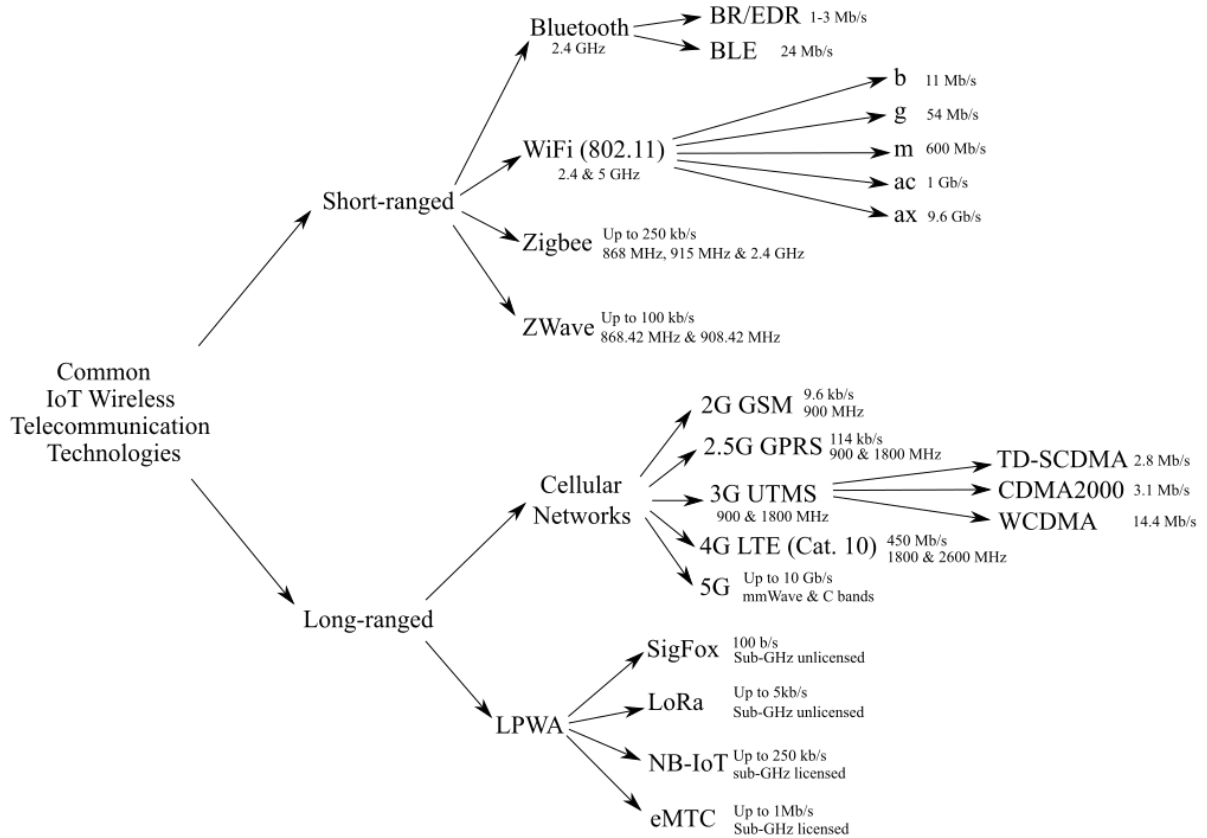 Common
IoT Wireless
Telecommunication
Technologies
Short-ranged
Bluetooth
2.4 GHz
BR/EDR 1-3 Mb/s
BLE 24 Mb/s
WiFi (802.11)
2.4 & 5 GHz
b 11 Mb/s
g 54 Mb/s
m 600 Mb/s
ac 1 Gb/s
ax 9.6 Gb/s
Zigbee
Up to 250 kb/s
868 MHz, 915 MHz & 2.4 GHz
ZWave
Up to 100 kb/s
868.42 MHz & 908.42 MHz
Long-ranged
Cellular
Networks
2G GSM
9.6 kb/s
900 MHz
2.5G GPRS
114 kb/s
900 & 1800 MHz
3G UTMS
900 & 1800 MHz
TD-SCDMA 2.8 Mb/s
CDMA2000 3.1 Mb/s
WCDMA 14.4 Mb/s
4G LTE (Cat. 10)
450 Mb/s
1800 & 2600 MHz
5G
Up to 10 Gb/s
mmWave & C bands
LPWA
SigFox
100 b/s
Sub-GHz unlicensed
LoRa
Up to 5kb/s
Sub-GHz unlicensed
NB-IoT
Up to 250 kb/s
sub-GHz licensed
eMTC
Up to 1Mb/s
Sub-GHz licensed